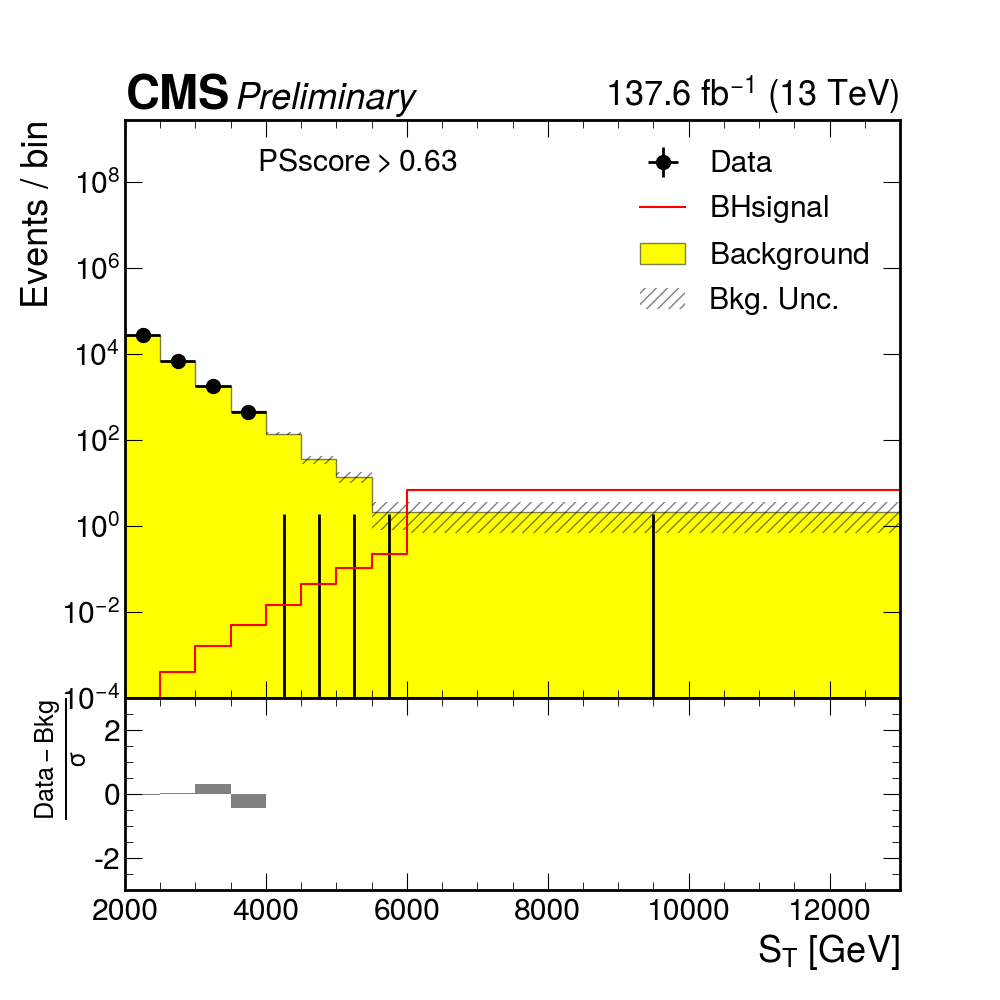 CMS Preliminary 137.6 fb⁻¹ (13 TeV)
Events / bin
PSscore > 0.63
Data
BHsignal
Background
Bkg. Unc.
10⁸
10⁶
10⁴
10²
10⁰
10⁻²
10⁻⁴
Data – Bkg
σ
2
0
-2
2000 4000 6000 8000 10000 12000
S_T [GeV]